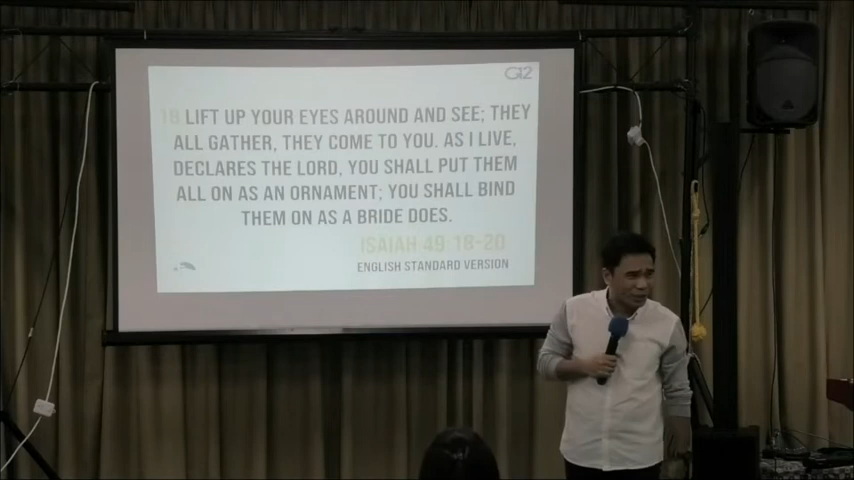 G12
18 LIFT UP YOUR EYES AROUND AND SEE; THEY
ALL GATHER, THEY COME TO YOU. AS I LIVE,
DECLARES THE LORD, YOU SHALL PUT THEM
ALL ON AS AN ORNAMENT; YOU SHALL BIND
THEM ON AS A BRIDE DOES.
ISAIAH 49:18-20
ENGLISH STANDARD VERSION